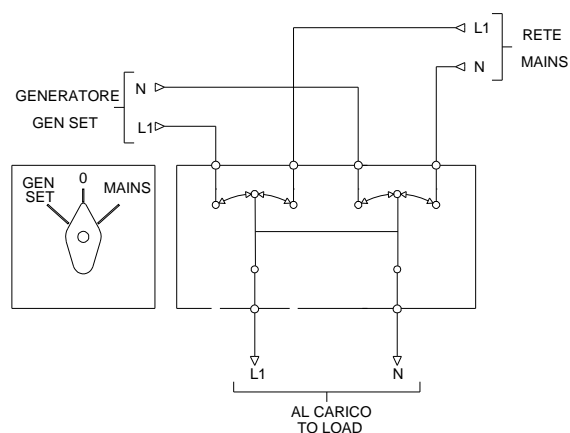 L1
RETE
N
MAINS
GENERATORE
N
GEN SET
L1
GEN
SET
0
MAINS
L1
N
AL CARICO
TO LOAD